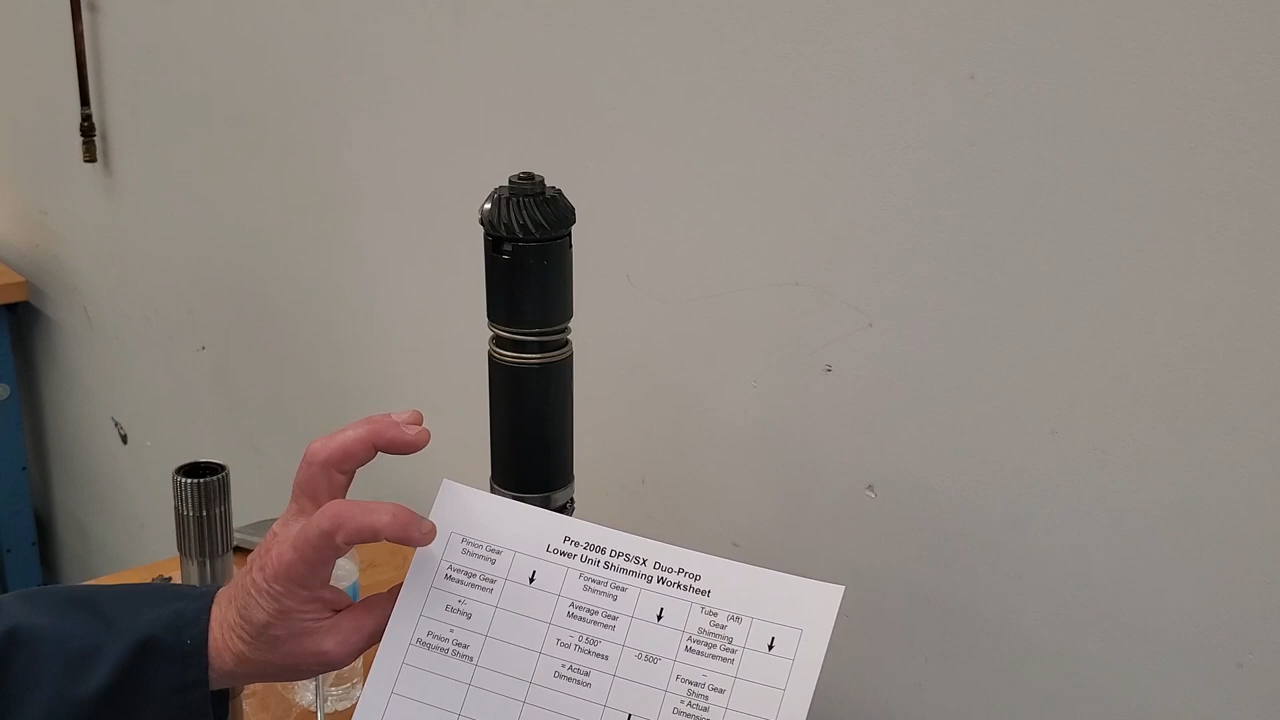 Pre-2006 DPS/SX Duo-Prop
Lower Unit Shimming Worksheet
Pinion Gear
Shimming
Average Gear
Measurement
+/-
Etching
=
Pinion Gear
Required Shims
Forward Gear
Shimming
Average Gear
Measurement
– 0.500"
Tool Thickness
-0.500"
= Actual
Dimension
Tube (Aft)
Gear
Shimming
Average Gear
Measurement
–
Forward Gear
Shims
= Actual
Dimension